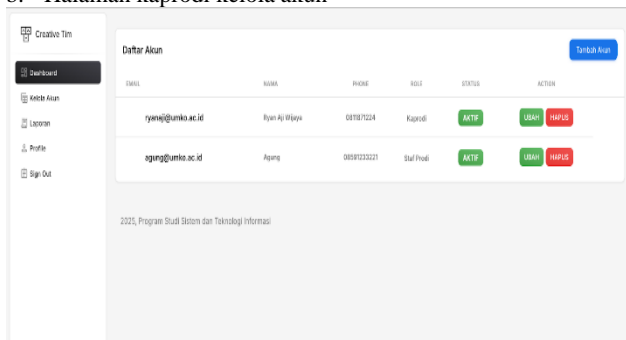 8. Halaman kaprodi kelola akun
Creative Tim
Dashboard
Kelola Akun
Laporan
Profile
Sign Out
Daftar Akun
Tambah Akun
EMAIL NAMA PHONE ROLE STATUS ACTION
ryanaji@umko.ac.id Ryan Aji Wijaya 0811871224 Kaprodi AKTIF UBAH HAPUS
agung@umko.ac.id Agung 08581233221 Staf Prodi AKTIF UBAH HAPUS
2025, Program Studi Sistem dan Teknologi Informasi